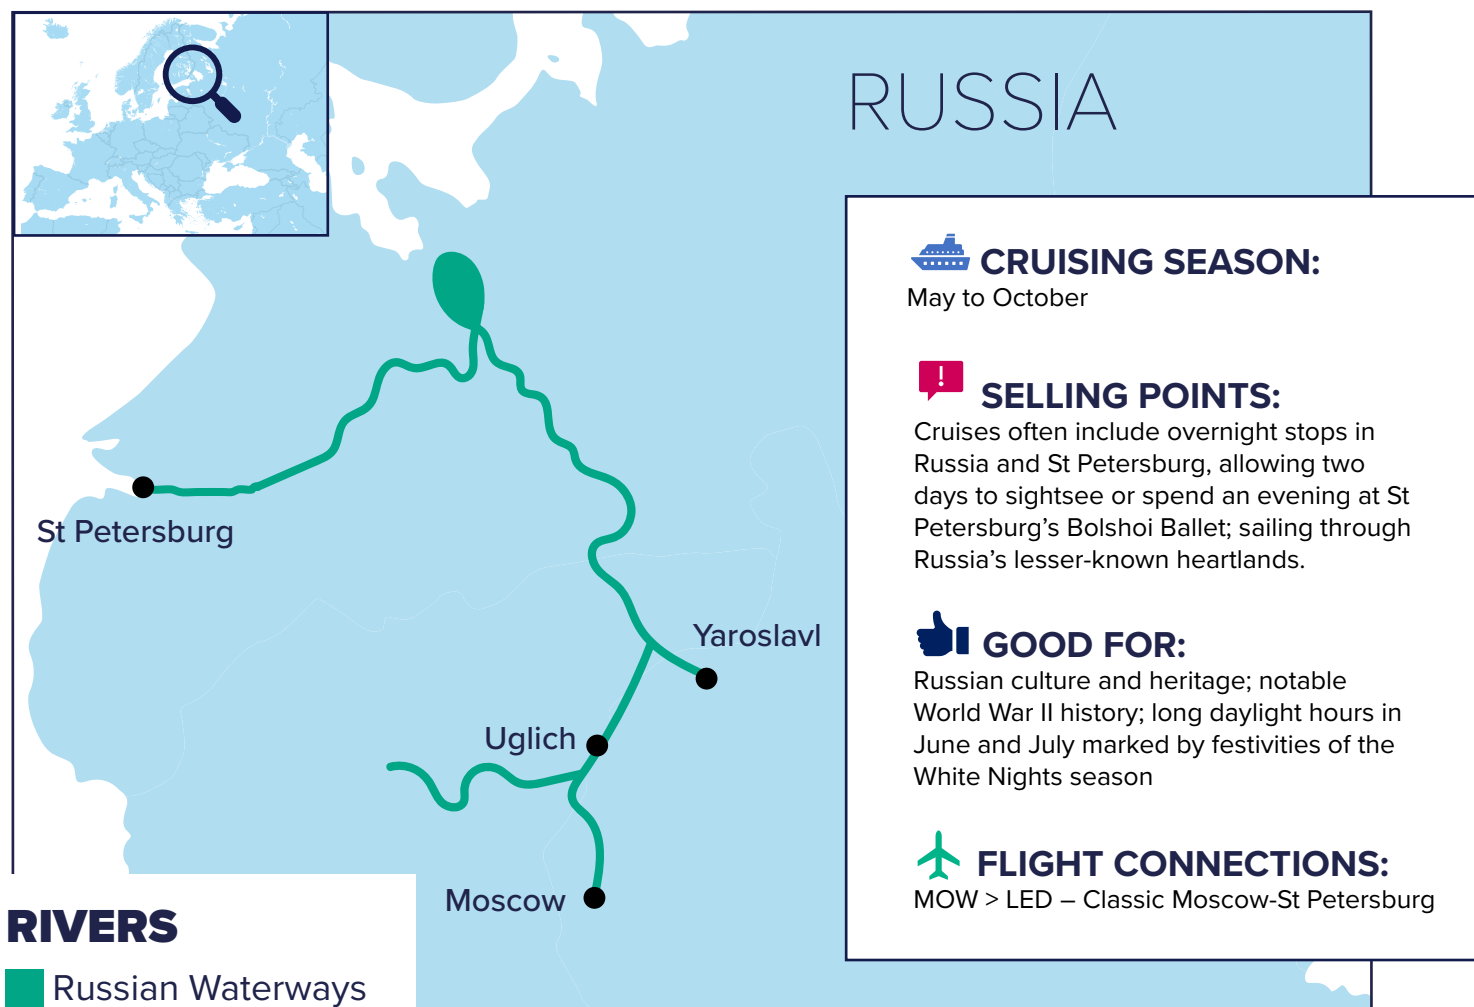 RUSSIA
CRUISING SEASON:
May to October
SELLING POINTS:
Cruises often include overnight stops in
Russia and St Petersburg, allowing two
days to sightsee or spend an evening at St
Petersburg’s Bolshoi Ballet; sailing through
Russia’s lesser-known heartlands.
GOOD FOR:
Russian culture and heritage; notable
World War II history; long daylight hours in
June and July marked by festivities of the
White Nights season
FLIGHT CONNECTIONS:
MOW > LED – Classic Moscow-St Petersburg
St Petersburg
Yaroslavl
Uglich
Moscow
RIVERS
Russian Waterways